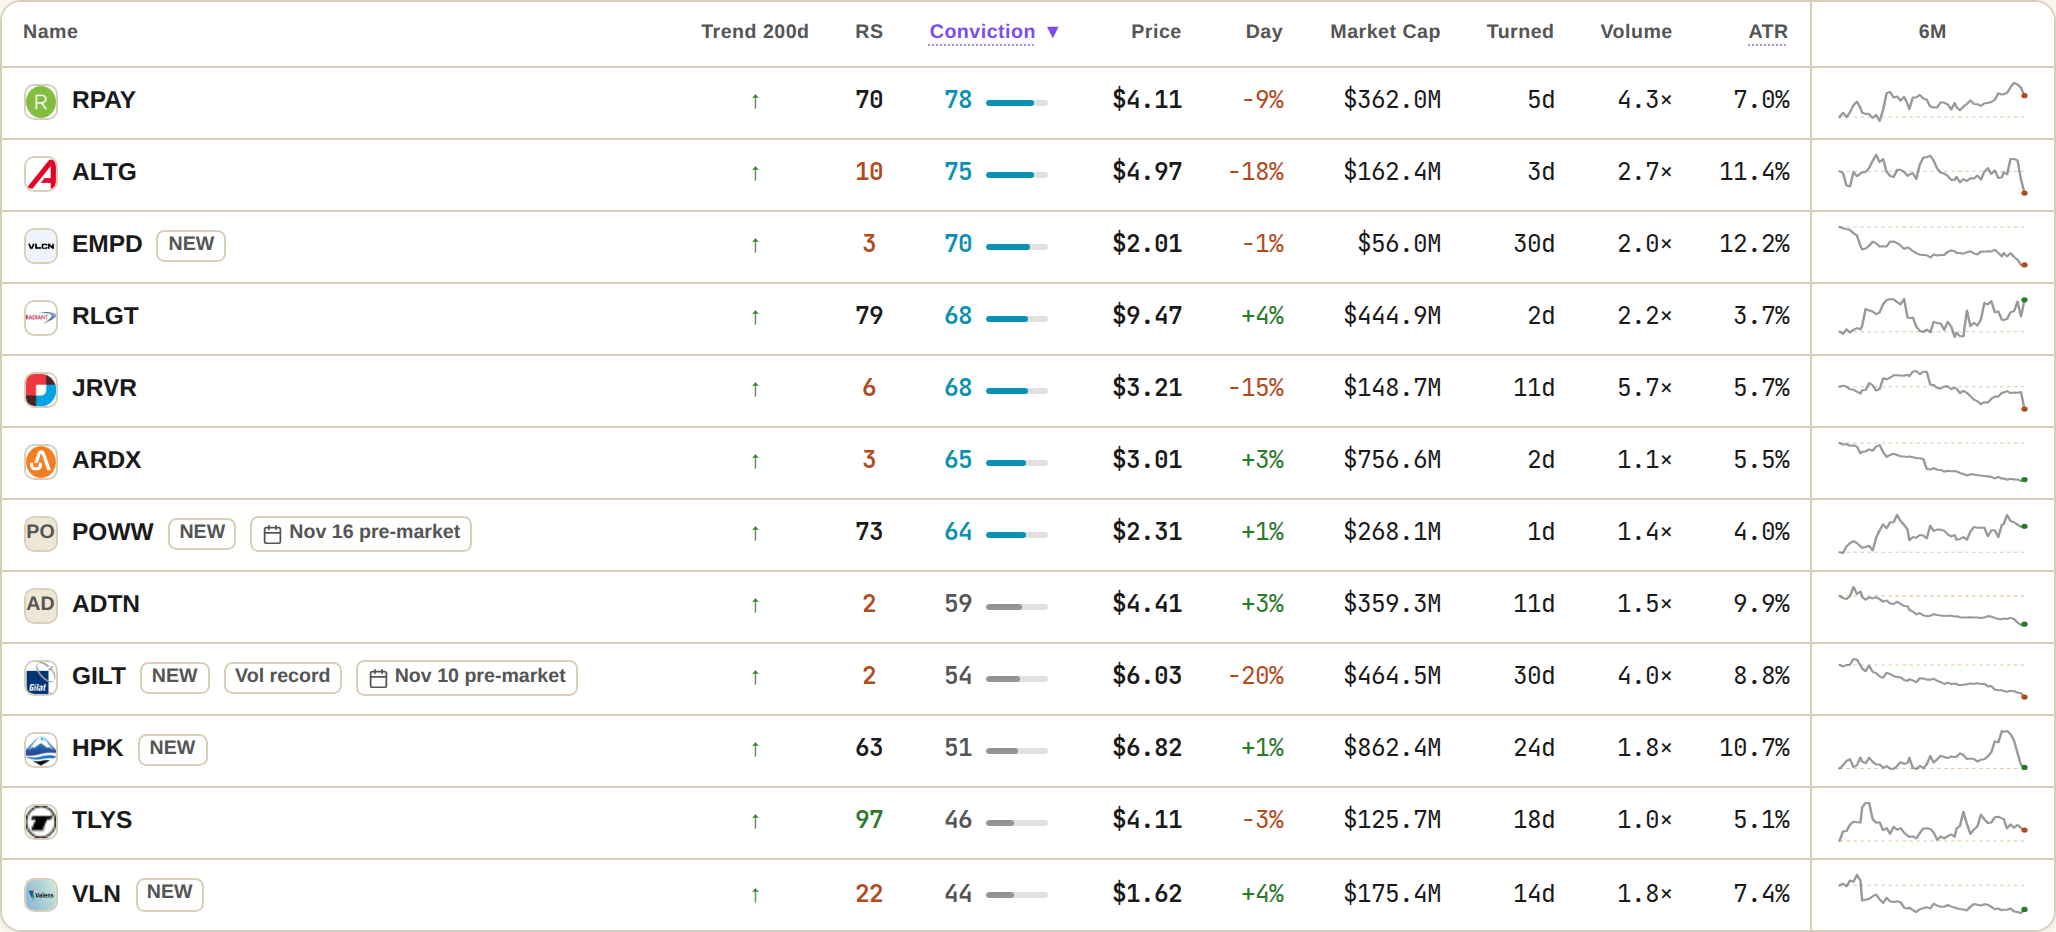 Name Trend 200d RS Conviction ▼ Price Day Market Cap Turned Volume ATR 6M
R RPAY ↑ 70 78 $4.11 -9% $362.0M 5d 4.3× 7.0%
ALTG ↑ 10 75 $4.97 -18% $162.4M 3d 2.7× 11.4%
VLCN EMPD NEW ↑ 3 70 $2.01 -1% $56.0M 30d 2.0× 12.2%
RADIANT RLGT ↑ 79 68 $9.47 +4% $444.9M 2d 2.2× 3.7%
JRVR ↑ 6 68 $3.21 -15% $148.7M 11d 5.7× 5.7%
ARDX ↑ 3 65 $3.01 +3% $756.6M 2d 1.1× 5.5%
PO POWW NEW Nov 16 pre-market ↑ 73 64 $2.31 +1% $268.1M 1d 1.4× 4.0%
AD ADTN ↑ 2 59 $4.41 +3% $359.3M 11d 1.5× 9.9%
Gilat GILT NEW Vol record Nov 10 pre-market ↑ 2 54 $6.03 -20% $464.5M 30d 4.0× 8.8%
HPK NEW ↑ 63 51 $6.82 +1% $862.4M 24d 1.8× 10.7%
T TLYS ↑ 97 46 $4.11 -3% $125.7M 18d 1.0× 5.1%
Valens VLN NEW ↑ 22 44 $1.62 +4% $175.4M 14d 1.8× 7.4%